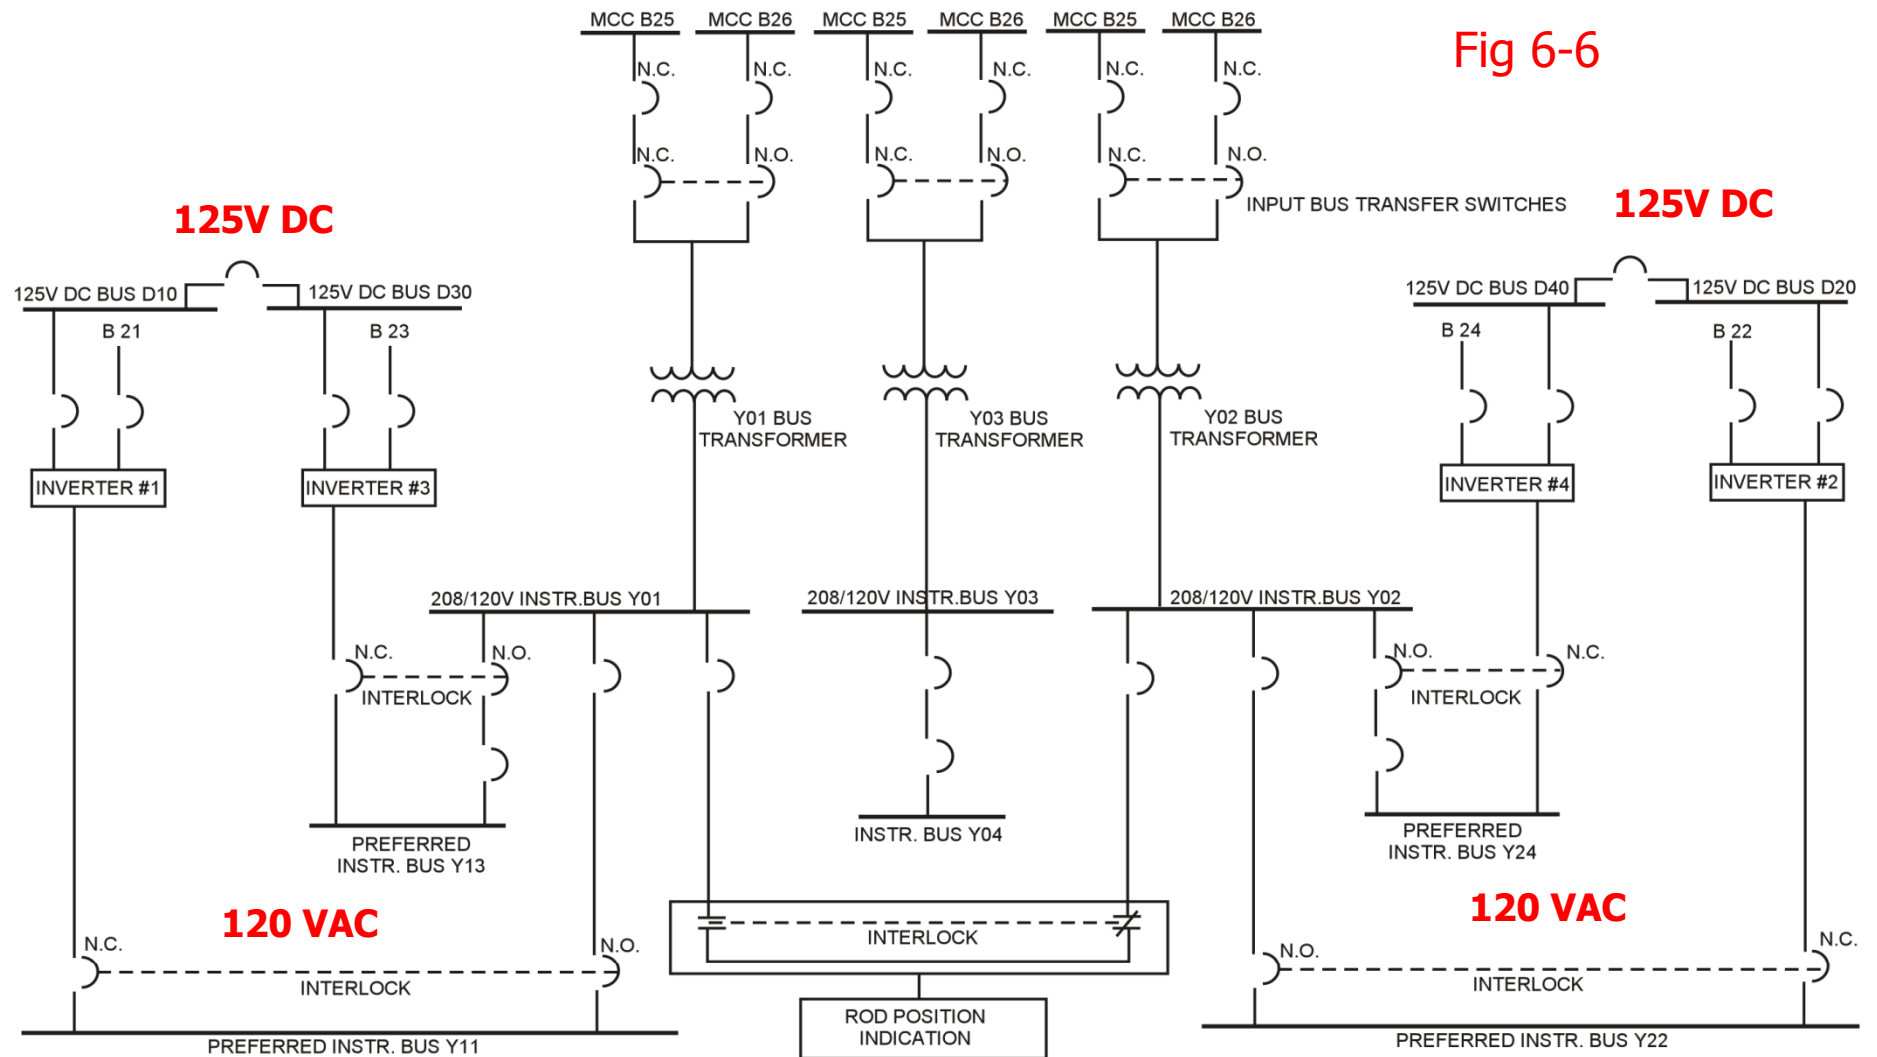 MCC B25
MCC B26
MCC B25
MCC B26
MCC B25
MCC B26
Fig 6-6
N.C.
N.C.
N.C.
N.C.
N.C.
N.C.
N.C.
N.O.
N.C.
N.O.
N.C.
N.O.
INPUT BUS TRANSFER SWITCHES
125V DC
125V DC
125V DC BUS D10
125V DC BUS D30
125V DC BUS D40
125V DC BUS D20
B 21
B 23
B 24
B 22
Y01 BUS
TRANSFORMER
Y03 BUS
TRANSFORMER
Y02 BUS
TRANSFORMER
INVERTER #1
INVERTER #3
INVERTER #4
INVERTER #2
208/120V INSTR.BUS Y01
208/120V INSTR.BUS Y03
208/120V INSTR.BUS Y02
N.C.
N.O.
INTERLOCK
N.O.
N.C.
INTERLOCK
PREFERRED
INSTR. BUS Y13
INSTR. BUS Y04
PREFERRED
INSTR. BUS Y24
120 VAC
120 VAC
N.C.
N.O.
INTERLOCK
INTERLOCK
N.O.
N.C.
INTERLOCK
ROD POSITION
INDICATION
PREFERRED INSTR. BUS Y11
PREFERRED INSTR. BUS Y22